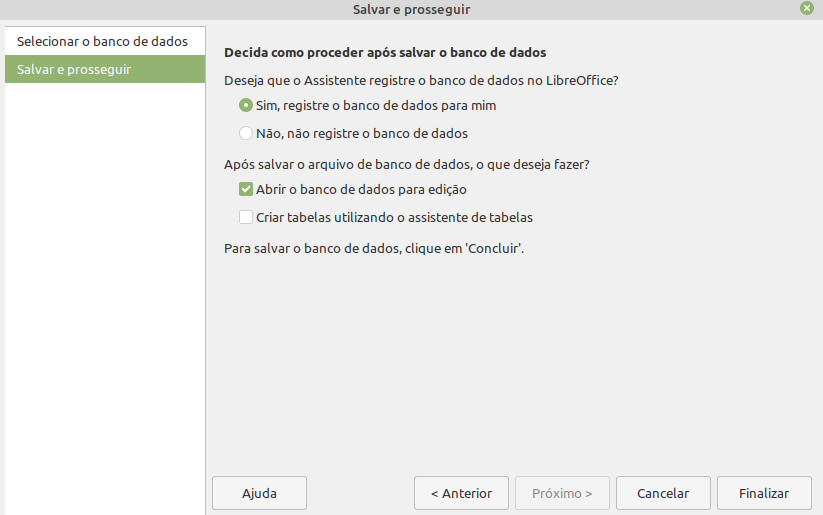 Salvar e prosseguir
Selecionar o banco de dados
Salvar e prosseguir
Decida como proceder após salvar o banco de dados
Deseja que o Assistente registre o banco de dados no LibreOffice?
Sim, registre o banco de dados para mim
Não, não registre o banco de dados
Após salvar o arquivo de banco de dados, o que deseja fazer?
Abrir o banco de dados para edição
Criar tabelas utilizando o assistente de tabelas
Para salvar o banco de dados, clique em 'Concluir'.
Ajuda
< Anterior
Próximo >
Cancelar
Finalizar